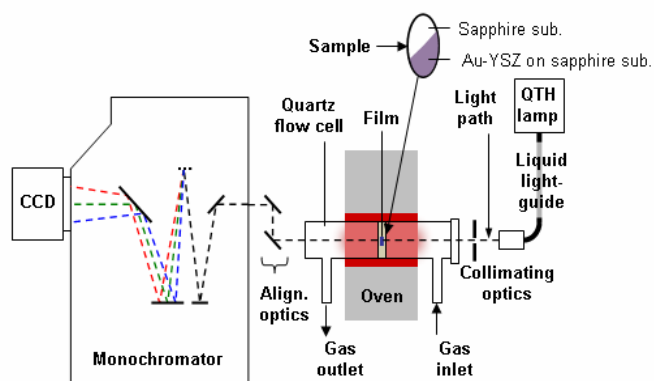 Sapphire sub.
Sample
Au-YSZ on sapphire sub.
QTH
lamp
Quartz
flow cell
Film
Light
path
Liquid
light-
guide
CCD
Align.
optics
Oven
Collimating
optics
Monochromator
Gas
outlet
Gas
inlet